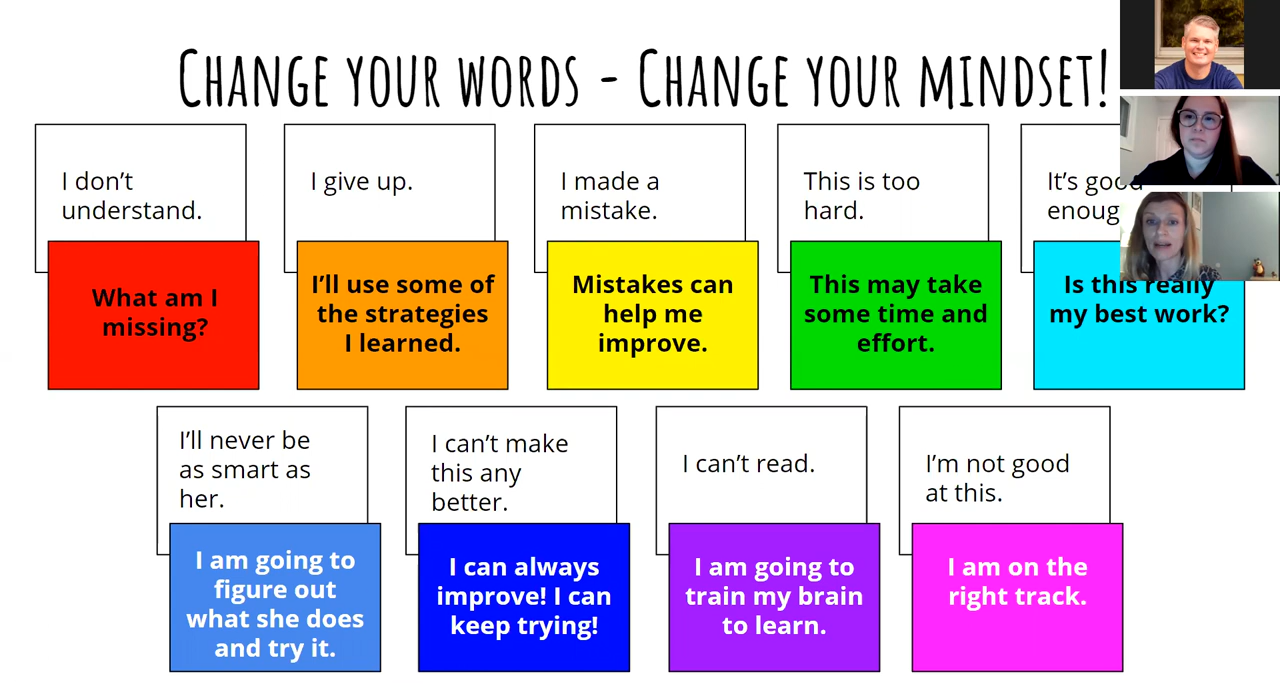 CHANGE YOUR WORDS - CHANGE YOUR MINDSET!
I don't
understand.
What am I
missing?
I give up.
I'll use some of
the strategies
I learned.
I made a
mistake.
Mistakes can
help me
improve.
This is too
hard.
This may take
some time and
effort.
It's good
enoug
Is this really
my best work?
I'll never be
as smart as
her.
I am going to
figure out
what she does
and try it.
I can't make
this any
better.
I can always
improve! I can
keep trying!
I can't read.
I am going to
train my brain
to learn.
I'm not good
at this.
I am on the
right track.